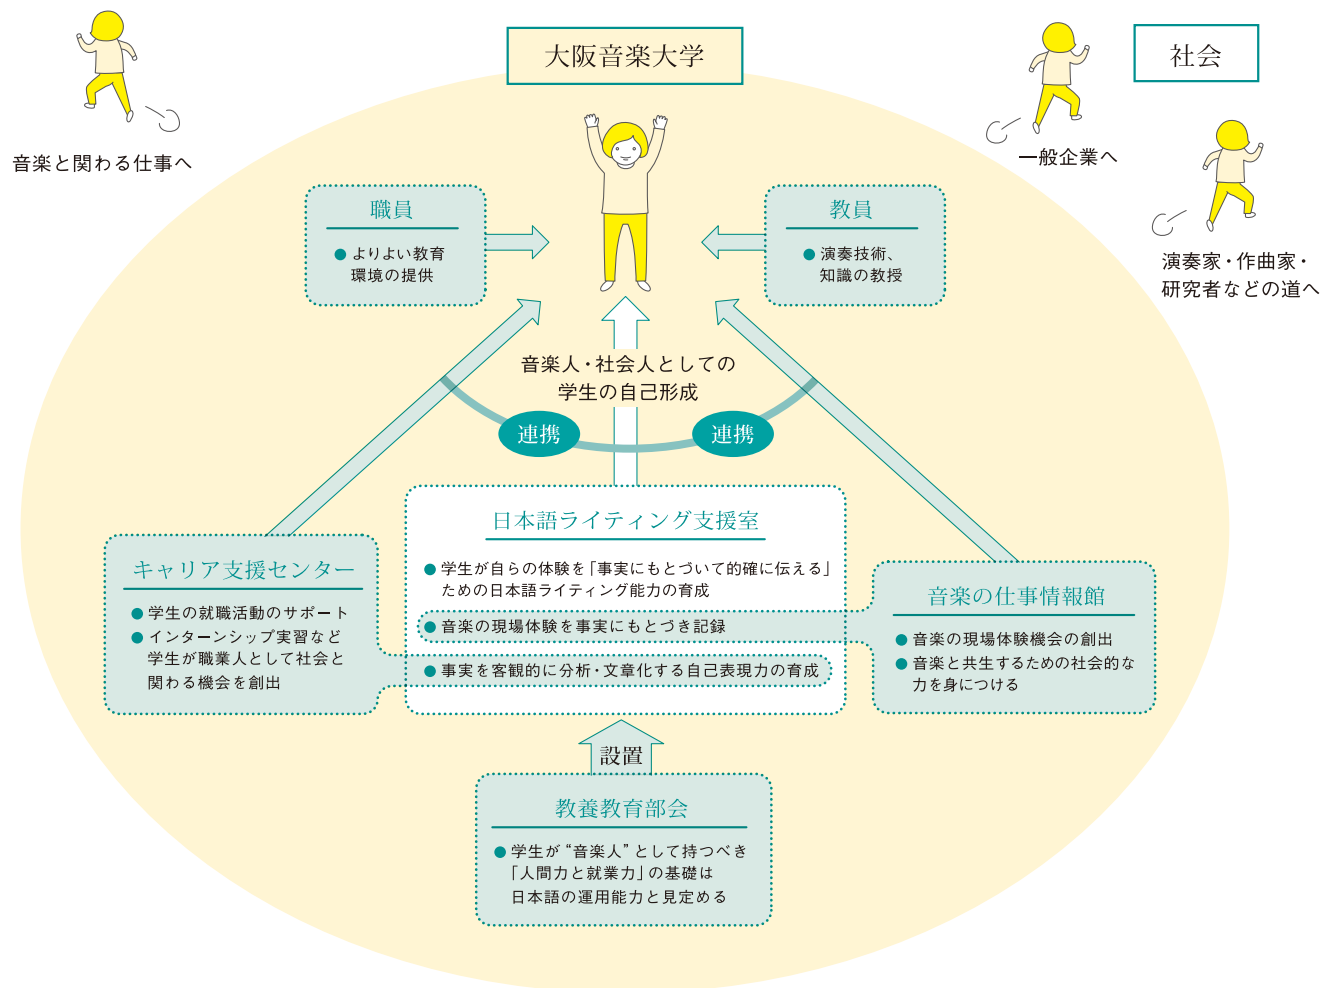 大阪音楽大学
社会
音楽と関わる仕事へ
一般企業へ
演奏家・作曲家・
研究者などの道へ
職員
● よりよい教育
環境の提供
教員
● 演奏技術、
知識の教授
音楽人・社会人としての
学生の自己形成
連携
連携
日本語ライティング支援室
● 学生が自らの体験を「事実にもとづいて的確に伝える」
ための日本語ライティング能力の育成
● 音楽の現場体験を事実にもとづき記録
● 事実を客観的に分析・文章化する自己表現力の育成
キャリア支援センター
● 学生の就職活動のサポート
● インターンシップ実習など
学生が職業人として社会と
関わる機会を創出
音楽の仕事情報館
● 音楽の現場体験機会の創出
● 音楽と共生するための社会的な
力を身につける
設置
教養教育部会
● 学生が“音楽人”として持つべき
「人間力と就業力」の基礎は
日本語の運用能力と見定める